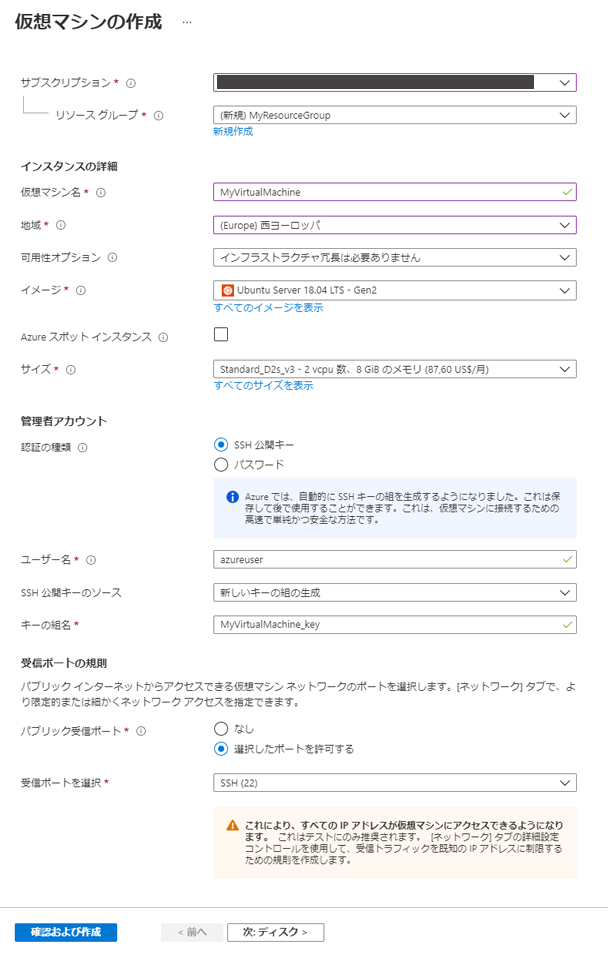 仮想マシンの作成 …
サブスクリプション *
リソース グループ * (新規) MyResourceGroup
新規作成
インスタンスの詳細
仮想マシン名 * MyVirtualMachine
地域 * (Europe) 西ヨーロッパ
可用性オプション インフラストラクチャ冗長は必要ありません
イメージ * Ubuntu Server 18.04 LTS - Gen2
すべてのイメージを表示
Azure スポット インスタンス
サイズ * Standard_D2s_v3 - 2 vcpu 数、8 GiB のメモリ (87,60 US$/月)
すべてのサイズを表示
管理者アカウント
認証の種類 SSH 公開キー
パスワード
Azure では、自動的に SSH キーの組を生成するようになりました。これは保
存して後で使用することができます。これは、仮想マシンに接続するための
高速で単純かつ安全な方法です。
ユーザー名 * azureuser
SSH 公開キーのソース 新しいキーの組の生成
キーの組名 * MyVirtualMachine_key
受信ポートの規則
パブリック インターネットからアクセスできる仮想マシン ネットワークのポートを選択します。[ネットワーク] タブで、よ
り限定的または細かくネットワーク アクセスを指定できます。
パブリック受信ポート * なし
選択したポートを許可する
受信ポートを選択 * SSH (22)
これにより、すべての IP アドレスが仮想マシンにアクセスできるようになり
ます。 これはテストにのみ推奨されます。 [ネットワーク] タブの詳細設定
コントロールを使用して、受信トラフィックを既知の IP アドレスに制限する
ための規則を作成します。
確認および作成 < 前へ 次: ディスク >